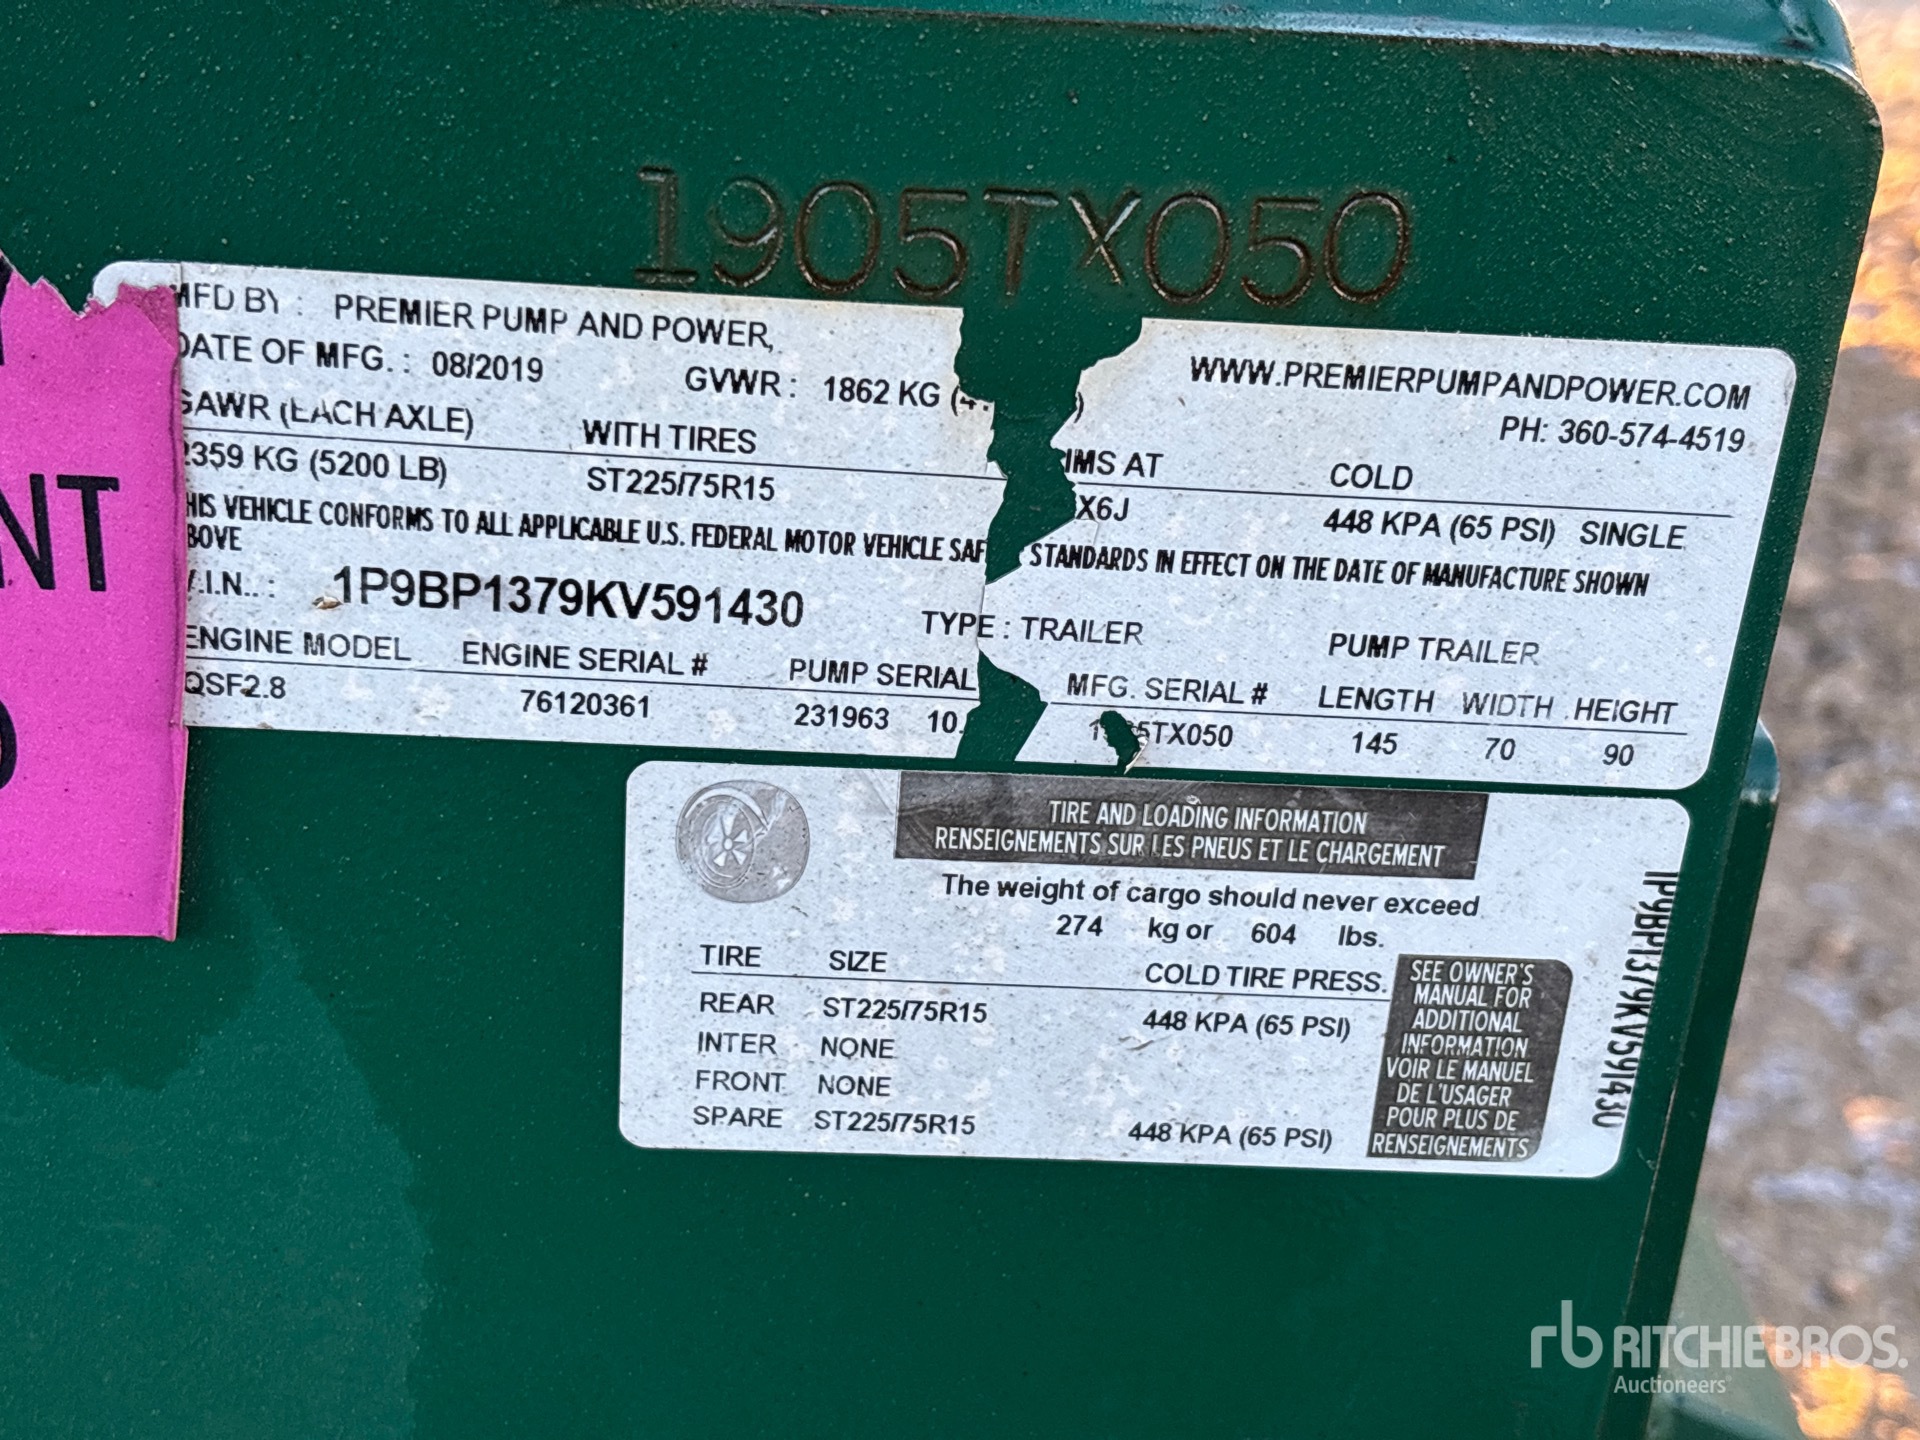 1905TX050
NT
MFD BY : PREMIER PUMP AND POWER,
WWW.PREMIERPUMPANDPOWER.COM
DATE OF MFG. : 08/2019 GVWR : 1862 KG (4
PH: 360-574-4519
GAWR (EACH AXLE) WITH TIRES IMS AT COLD
2359 KG (5200 LB) ST225/75R15 X6J 448 KPA (65 PSI) SINGLE
HIS VEHICLE CONFORMS TO ALL APPLICABLE U.S. FEDERAL MOTOR VEHICLE SAF STANDARDS IN EFFECT ON THE DATE OF MANUFACTURE SHOWN
BOVE
V.I.N.. : 1P9BP1379KV591430 TYPE : TRAILER PUMP TRAILER
ENGINE MODEL ENGINE SERIAL # PUMP SERIAL MFG. SERIAL # LENGTH WIDTH HEIGHT
QSF2.8 76120361 231963 10. 1 5TX050 145 70 90
TIRE AND LOADING INFORMATION
RENSEIGNEMENTS SUR LES PNEUS ET LE CHARGEMENT
The weight of cargo should never exceed
274 kg or 604 lbs.
TIRE SIZE COLD TIRE PRESS.
REAR ST225/75R15 448 KPA (65 PSI)
INTER NONE
FRONT NONE
SPARE ST225/75R15 448 KPA (65 PSI)
SEE OWNER'S
MANUAL FOR
ADDITIONAL
INFORMATION
VOIR LE MANUEL
DE L'USAGER
POUR PLUS DE
RENSEIGNEMENTS
1P9BP1379KV591430
rb RITCHIE BROS.
Auctioneers